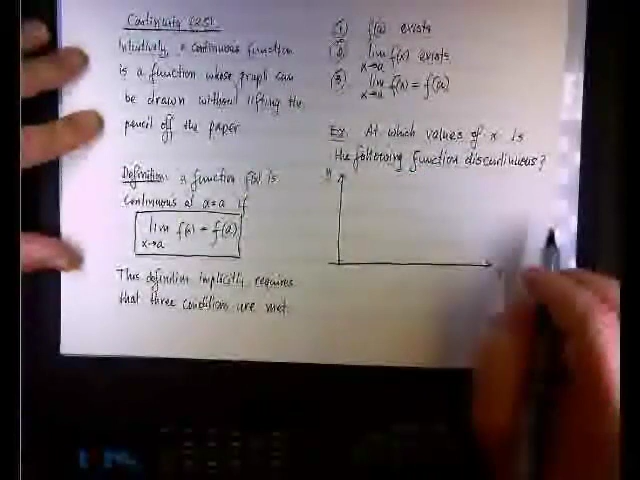 Continuity (2.5)
Intuitively, a continuous function
is a function whose graph can
be drawn without lifting the
pencil off the paper
Definition: a function f(x) is
continuous at x=a if
lim f(x) = f(a)
x→a
This definition implicitly requires
that three conditions are met.
① f(a) exists
② lim f(x) exists
x→a
③ lim f(x) = f(a)
x→a
Ex: At which values of x is
the following function discontinuous?
y